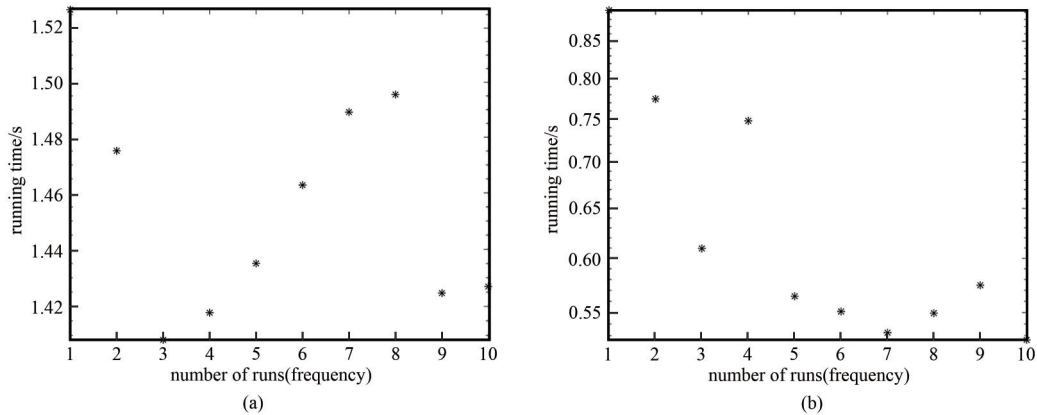 1.52
1.50
1.48
1.46
1.44
1.42
running time/s
1 2 3 4 5 6 7 8 9 10
number of runs(frequency)
(a)
0.85
0.80
0.75
0.70
0.65
0.60
0.55
running time/s
1 2 3 4 5 6 7 8 9 10
number of runs(frequency)
(b)